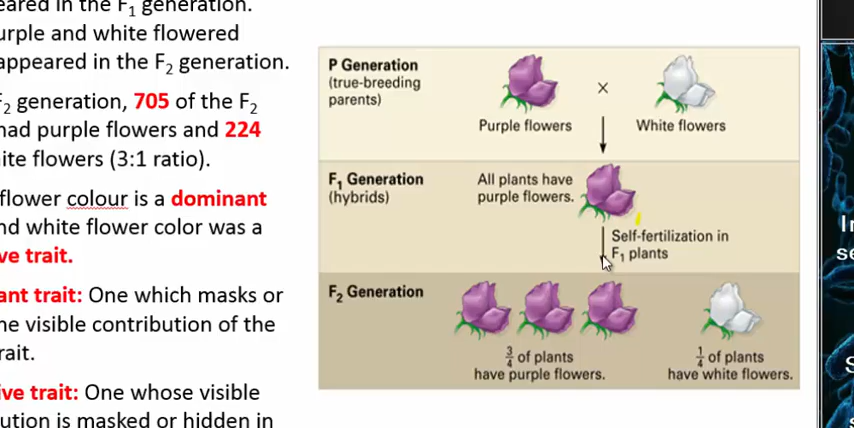 eared in the F₁ generation.
urple and white flowered
appeared in the F₂ generation.
F₂ generation, 705 of the F₂
had purple flowers and 224
ite flowers (3:1 ratio).
flower colour is a dominant
nd white flower color was a
ve trait.
ant trait: One which masks or
he visible contribution of the
rait.
ive trait: One whose visible
ution is masked or hidden in
P Generation
(true-breeding
parents)
×
Purple flowers
White flowers
F₁ Generation
(hybrids)
All plants have
purple flowers.
Self-fertilization in
F₁ plants
F₂ Generation
3/4 of plants
have purple flowers.
1/4 of plants
have white flowers.